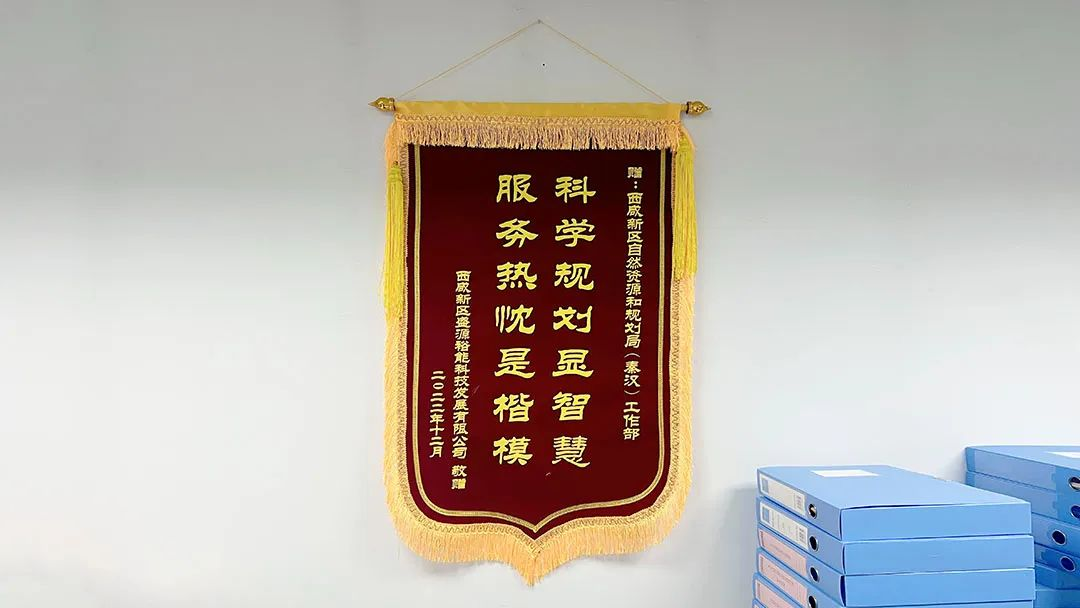 赠：西咸新区自然资源和规划局（秦汉）工作部
科学规划显智慧
服务热忱是楷模
西咸新区盛源裕能科技发展有限公司 敬赠
二〇二二年十二月